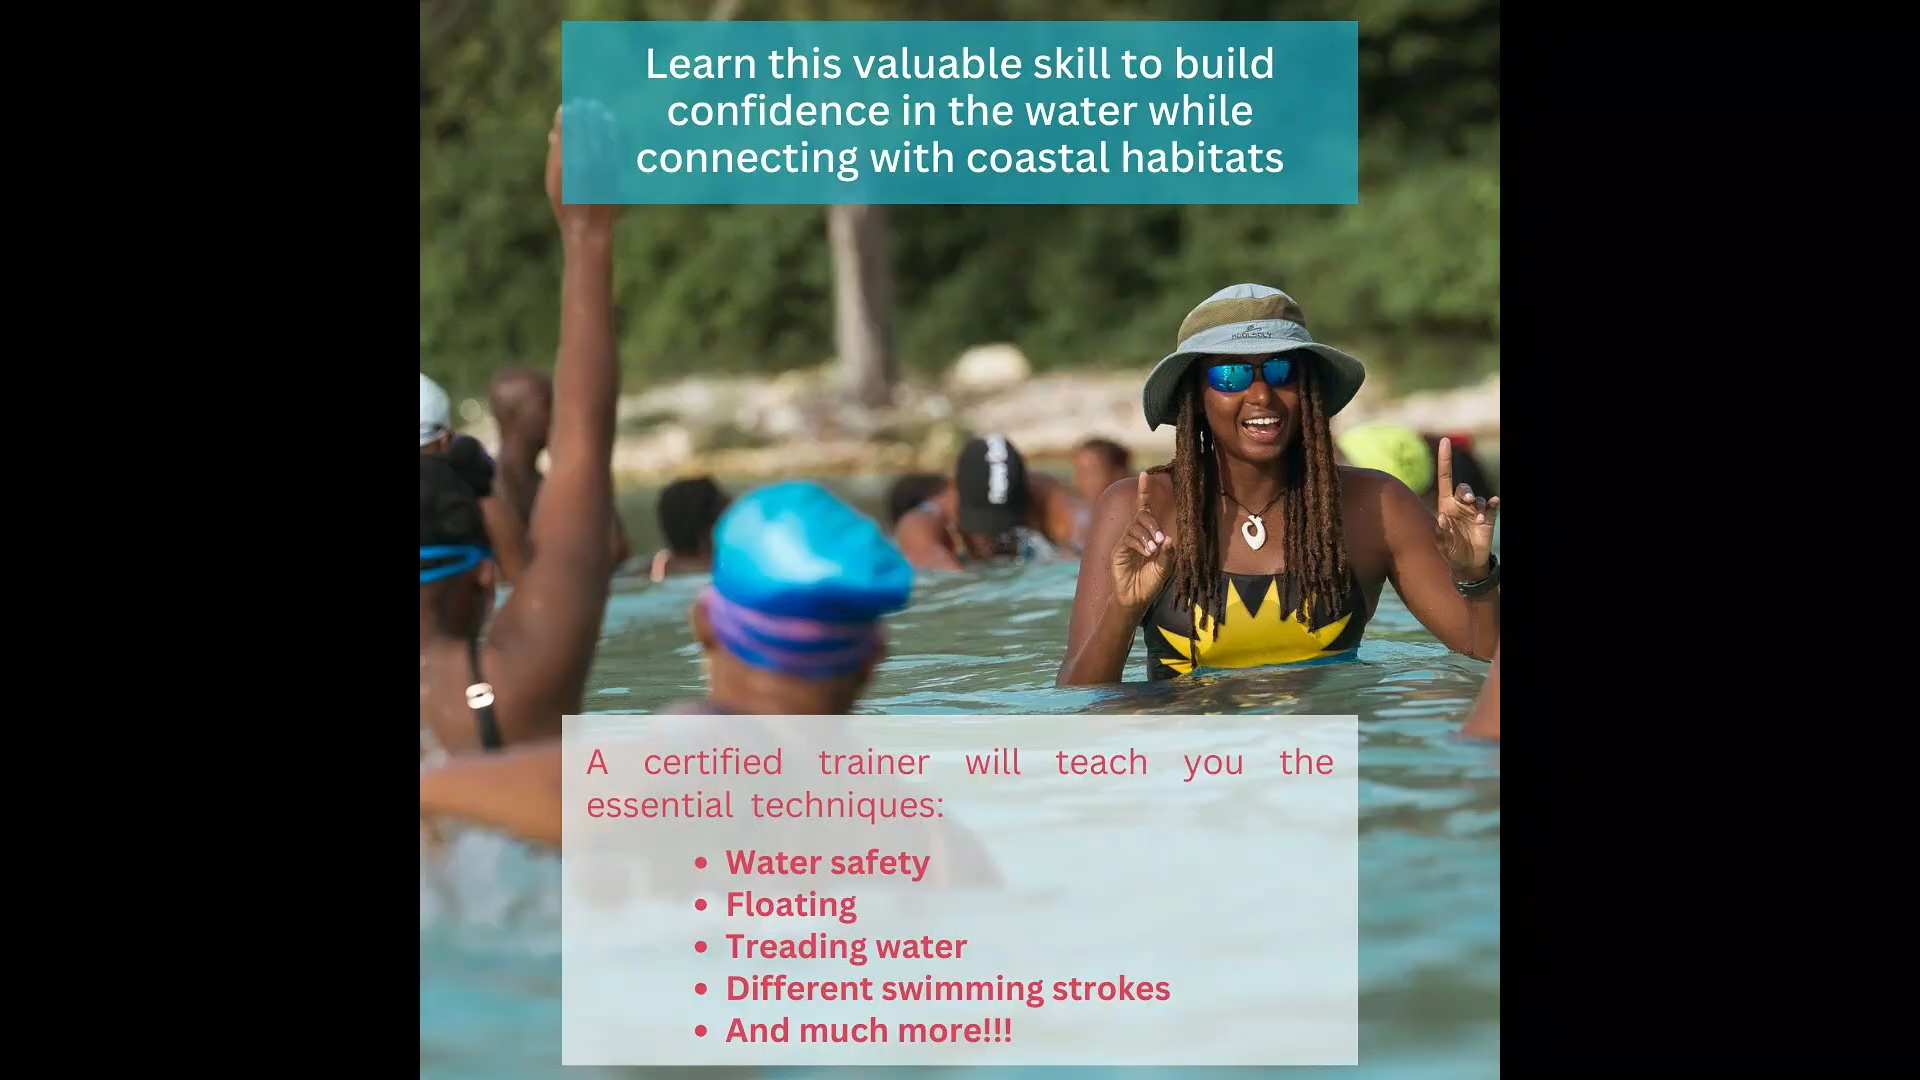 Learn this valuable skill to build
confidence in the water while
connecting with coastal habitats
A certified trainer will teach you the
essential techniques:
• Water safety
• Floating
• Treading water
• Different swimming strokes
• And much more!!!